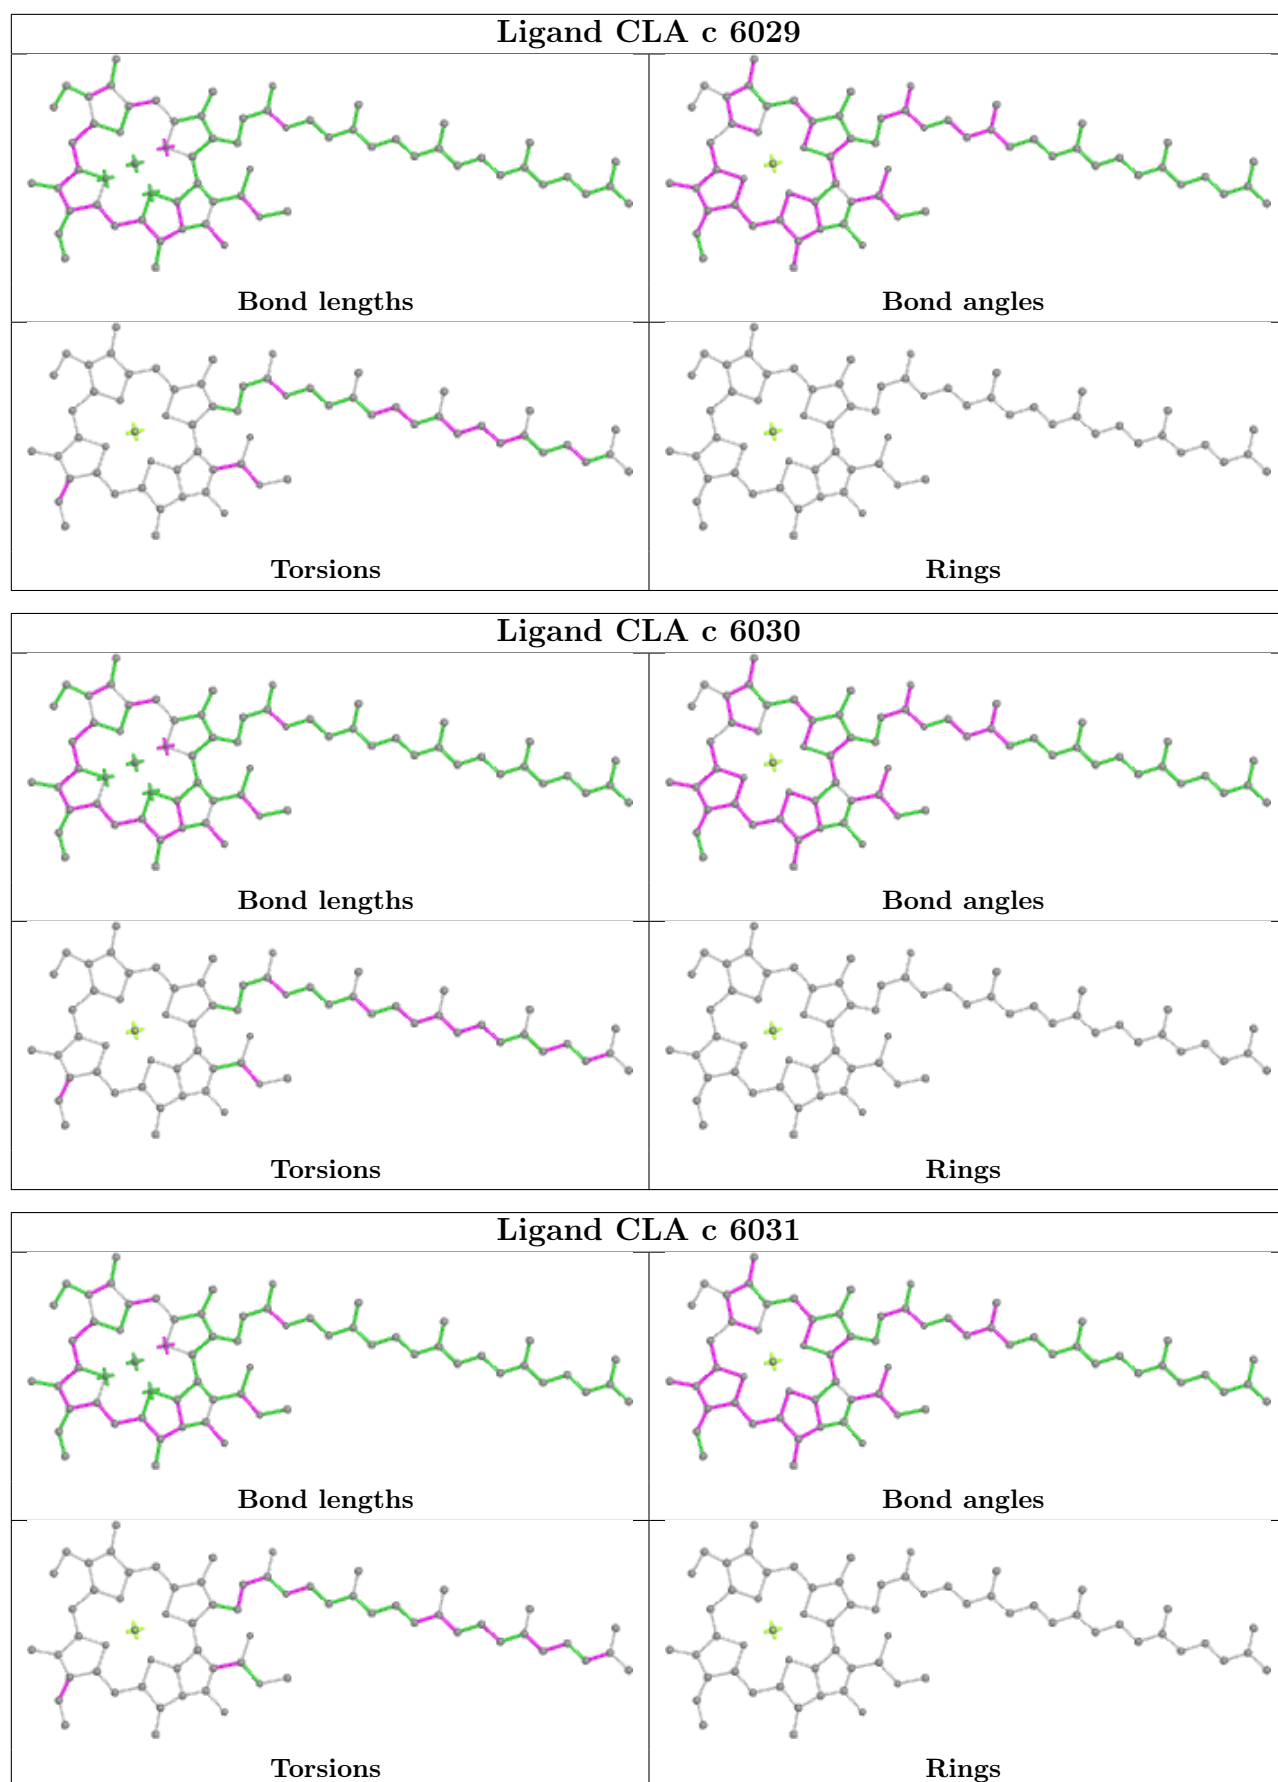 Ligand CLA c 6029
Bond lengths
Bond angles
Torsions
Rings
Ligand CLA c 6030
Bond lengths
Bond angles
Torsions
Rings
Ligand CLA c 6031
Bond lengths
Bond angles
Torsions
Rings